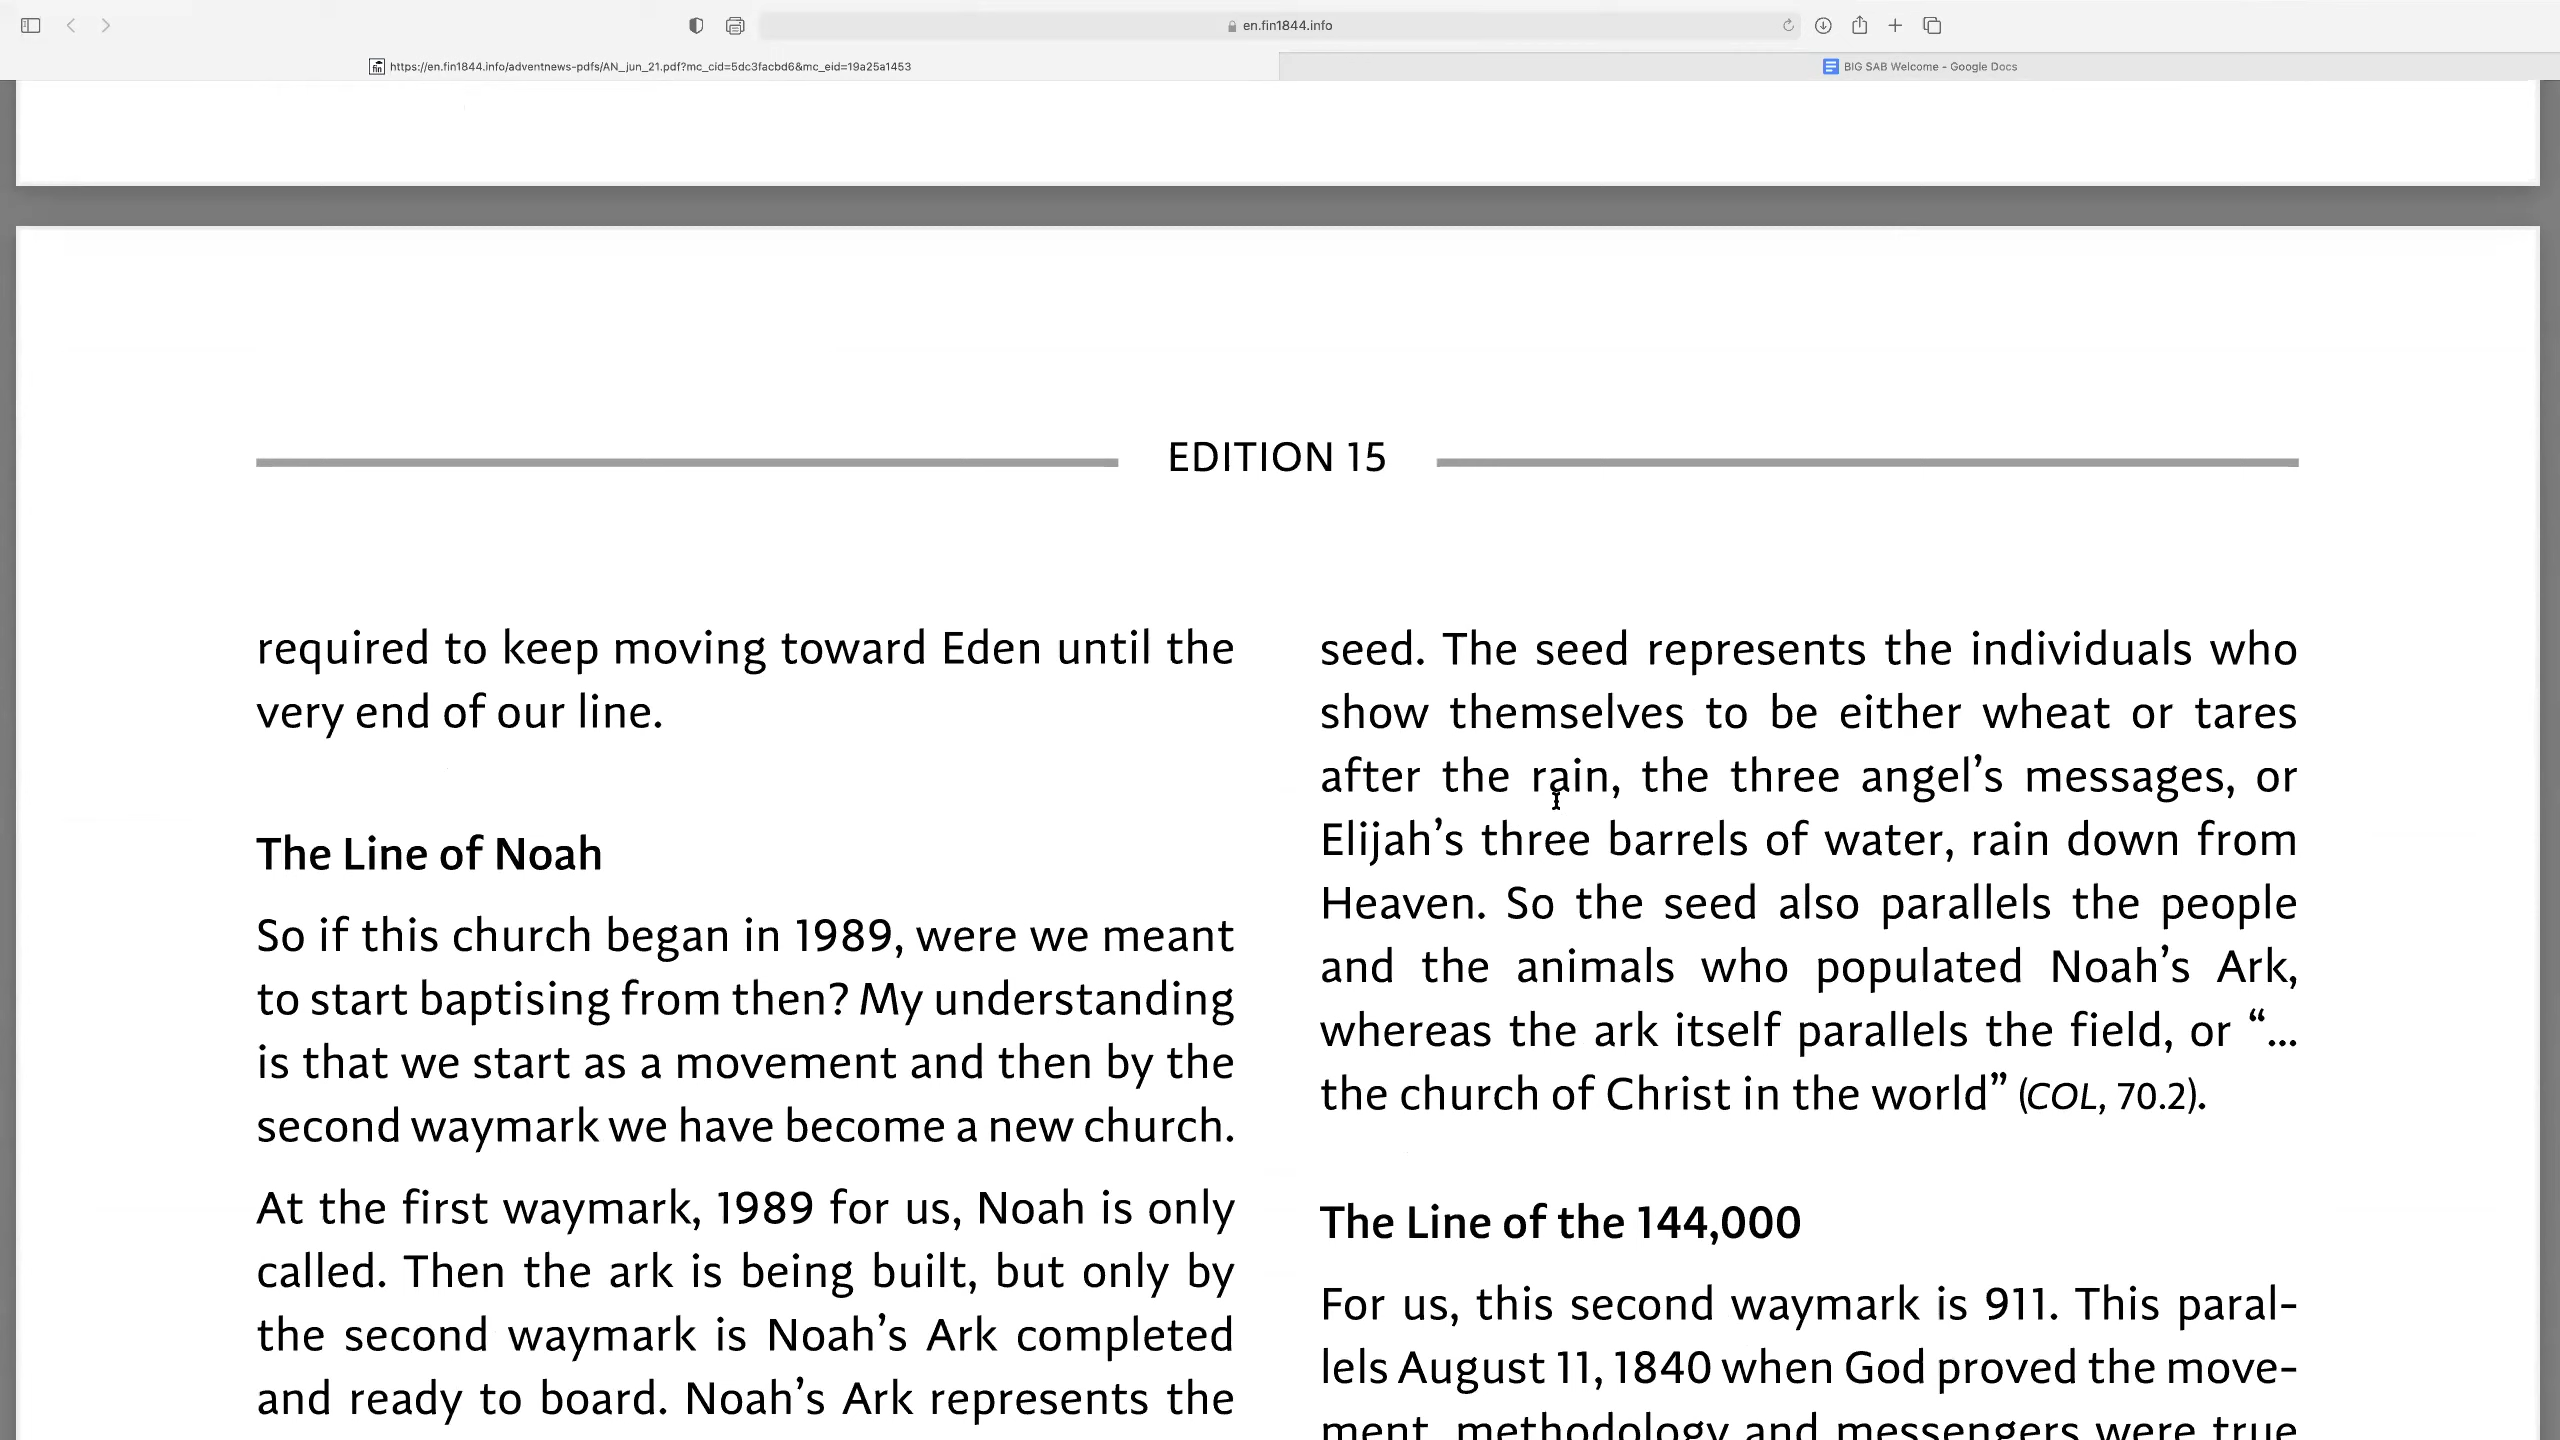 en.fin1844.info
https://en.fin1844.info/adventnews-pdfs/AN_jun_21.pdf?mc_cid=5dc3facbd6&mc_eid=19a25a1453
BIG SAB Welcome - Google Docs
EDITION 15
required to keep moving toward Eden until the
very end of our line.
The Line of Noah
So if this church began in 1989, were we meant
to start baptising from then? My understanding
is that we start as a movement and then by the
second waymark we have become a new church.
At the first waymark, 1989 for us, Noah is only
called. Then the ark is being built, but only by
the second waymark is Noah’s Ark completed
and ready to board. Noah’s Ark represents the
seed. The seed represents the individuals who
show themselves to be either wheat or tares
after the rain, the three angel’s messages, or
Elijah’s three barrels of water, rain down from
Heaven. So the seed also parallels the people
and the animals who populated Noah’s Ark,
whereas the ark itself parallels the field, or “...
the church of Christ in the world” (COL, 70.2).
The Line of the 144,000
For us, this second waymark is 911. This paral-
lels August 11, 1840 when God proved the move-
ment, methodology and messengers were true